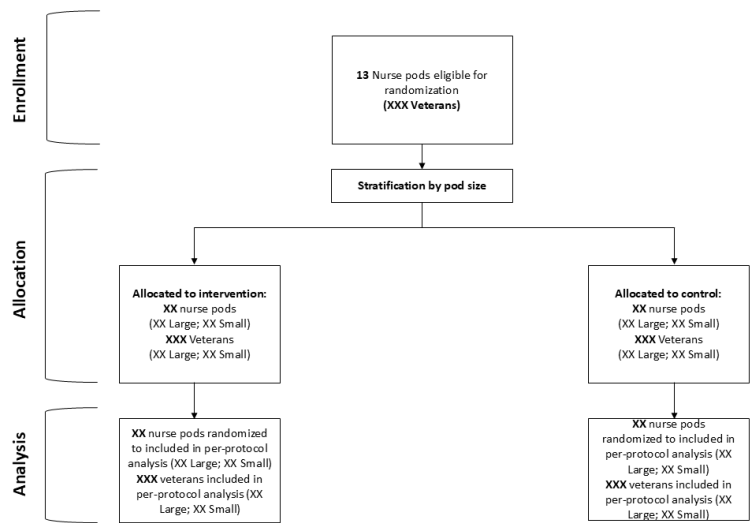 Enrollment
13 Nurse pods eligible for
randomization
(XXX Veterans)
Allocation
Stratification by pod size
Allocated to intervention:
XX nurse pods
(XX Large; XX Small)
XXX Veterans
(XX Large; XX Small)
Allocated to control:
XX nurse pods
(XX Large; XX Small)
XXX Veterans
(XX Large; XX Small)
Analysis
XX nurse pods randomized
to included in per-protocol
analysis (XX Large; XX Small)
XXX veterans included in
per-protocol analysis (XX
Large; XX Small)
XX nurse pods
randomized to included in
per-protocol analysis (XX
Large; XX Small)
XXX veterans included in
per-protocol analysis (XX
Large; XX Small)